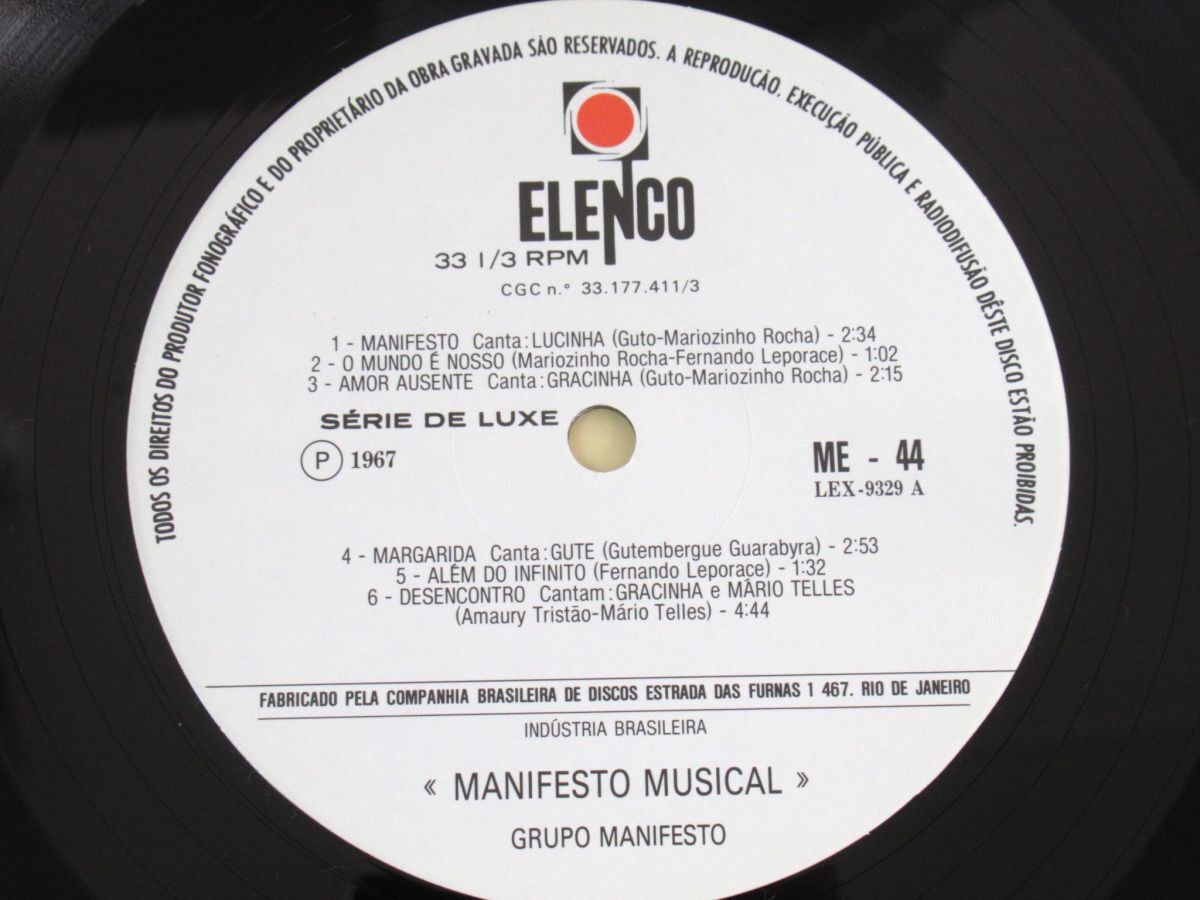 TODOS OS DIREITOS DO PRODUTOR FONOGRÁFICO E DO PROPRIETÁRIO DA OBRA GRAVADA SÃO RESERVADOS. A REPRODUCÃO, EXECUÇÃO PÚBLICA E RADIODIFUSÃO DÊSTE DISCO ESTÃO PROIBIDAS.
ELENCO
33 1/3 RPM
CGC n.° 33.177.411/3
1 - MANIFESTO Canta: LUCINHA (Guto-Mariozinho Rocha) - 2:34
2 - O MUNDO É NOSSO (Mariozinho Rocha-Fernando Leporace) - 1:02
3 - AMOR AUSENTE Canta: GRACINHA (Guto-Mariozinho Rocha) - 2:15
SÉRIE DE LUXE
Ⓟ 1967
ME - 44
LEX-9329 A
4 - MARGARIDA Canta: GUTE (Gutembergue Guarabyra) - 2:53
5 - ALÉM DO INFINITO (Fernando Leporace) - 1:32
6 - DESENCONTRO Cantam: GRACINHA e MÁRIO TELLES
(Amaury Tristão-Mário Telles) - 4:44
FABRICADO PELA COMPANHIA BRASILEIRA DE DISCOS ESTRADA DAS FURNAS 1 467. RIO DE JANEIRO
INDÚSTRIA BRASILEIRA
« MANIFESTO MUSICAL »
GRUPO MANIFESTO